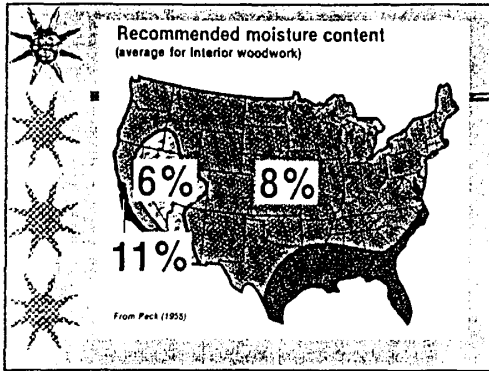 Recommended moisture content
(average for Interior woodwork)
6%
8%
11%
From Peck (1955)